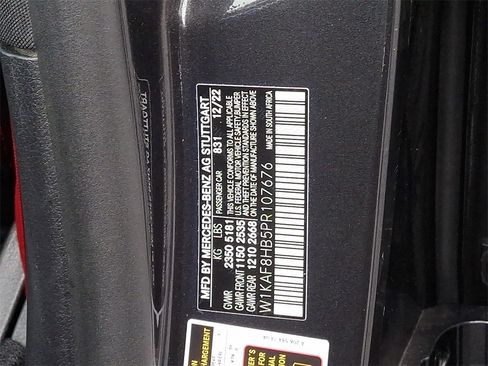 MFD BY MERCEDES-BENZ AG STUTTGART
KG LBS PASSENGER CAR 831 12/22
GVWR 2350 5181
GAWR FRONT 1150 2535
GAWR REAR 1210 2668
THIS VEHICLE CONFORMS TO ALL APPLICABLE
U.S. FEDERAL MOTOR VEHICLE SAFETY, BUMPER
AND THEFT PREVENTION STANDARDS IN EFFECT
ON THE DATE OF MANUFACTURE SHOWN ABOVE.
W1KAF8HB5PR107676
MADE IN SOUTH AFRICA